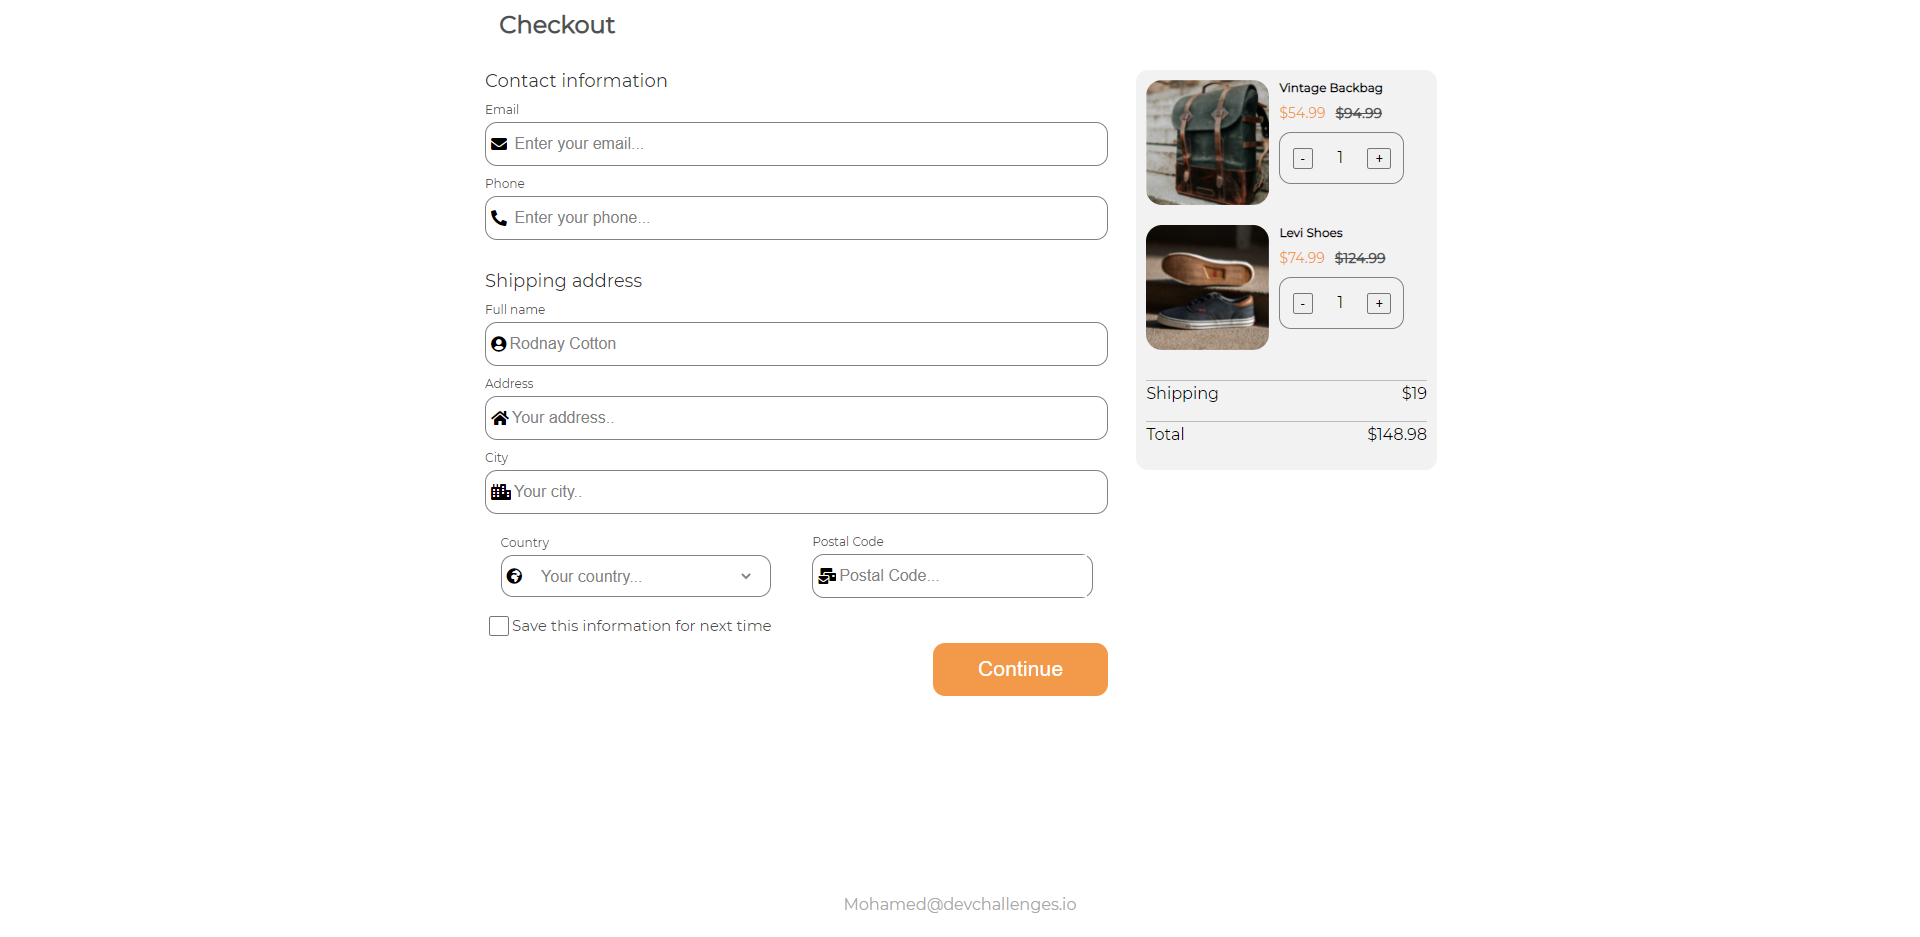 Checkout
Contact information
Email
Enter your email...
Phone
Enter your phone...
Shipping address
Full name
Rodnay Cotton
Address
Your address..
City
Your city..
Country
Your country...
Postal Code
Postal Code...
Save this information for next time
Continue
Vintage Backbag
$54.99 $94.99
- 1 +
Levi Shoes
$74.99 $124.99
- 1 +
Shipping $19
Total $148.98
Mohamed@devchallenges.io